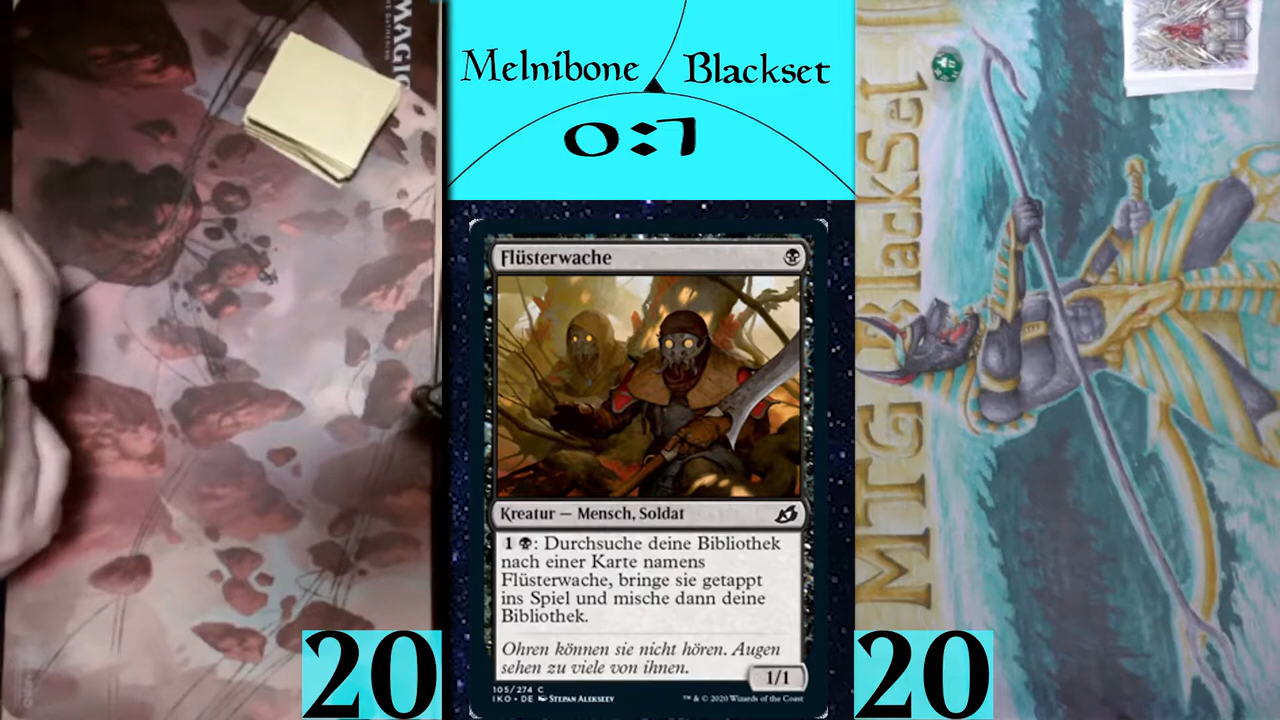 MAGIC
THE GATHERING
Melnibone
Blackset
0:1
Flüsterwache
Kreatur — Mensch, Soldat
1 : Durchsuche deine Bibliothek
nach einer Karte namens
Flüsterwache, bringe sie getappt
ins Spiel und mische dann deine
Bibliothek.
Ohren können sie nicht hören. Augen
sehen zu viele von ihnen.
1/1
105/274 C
IKO • DE STEPAN ALEKSEEV
™ & © 2020 Wizards of the Coast
20
20
MTG BlackSet